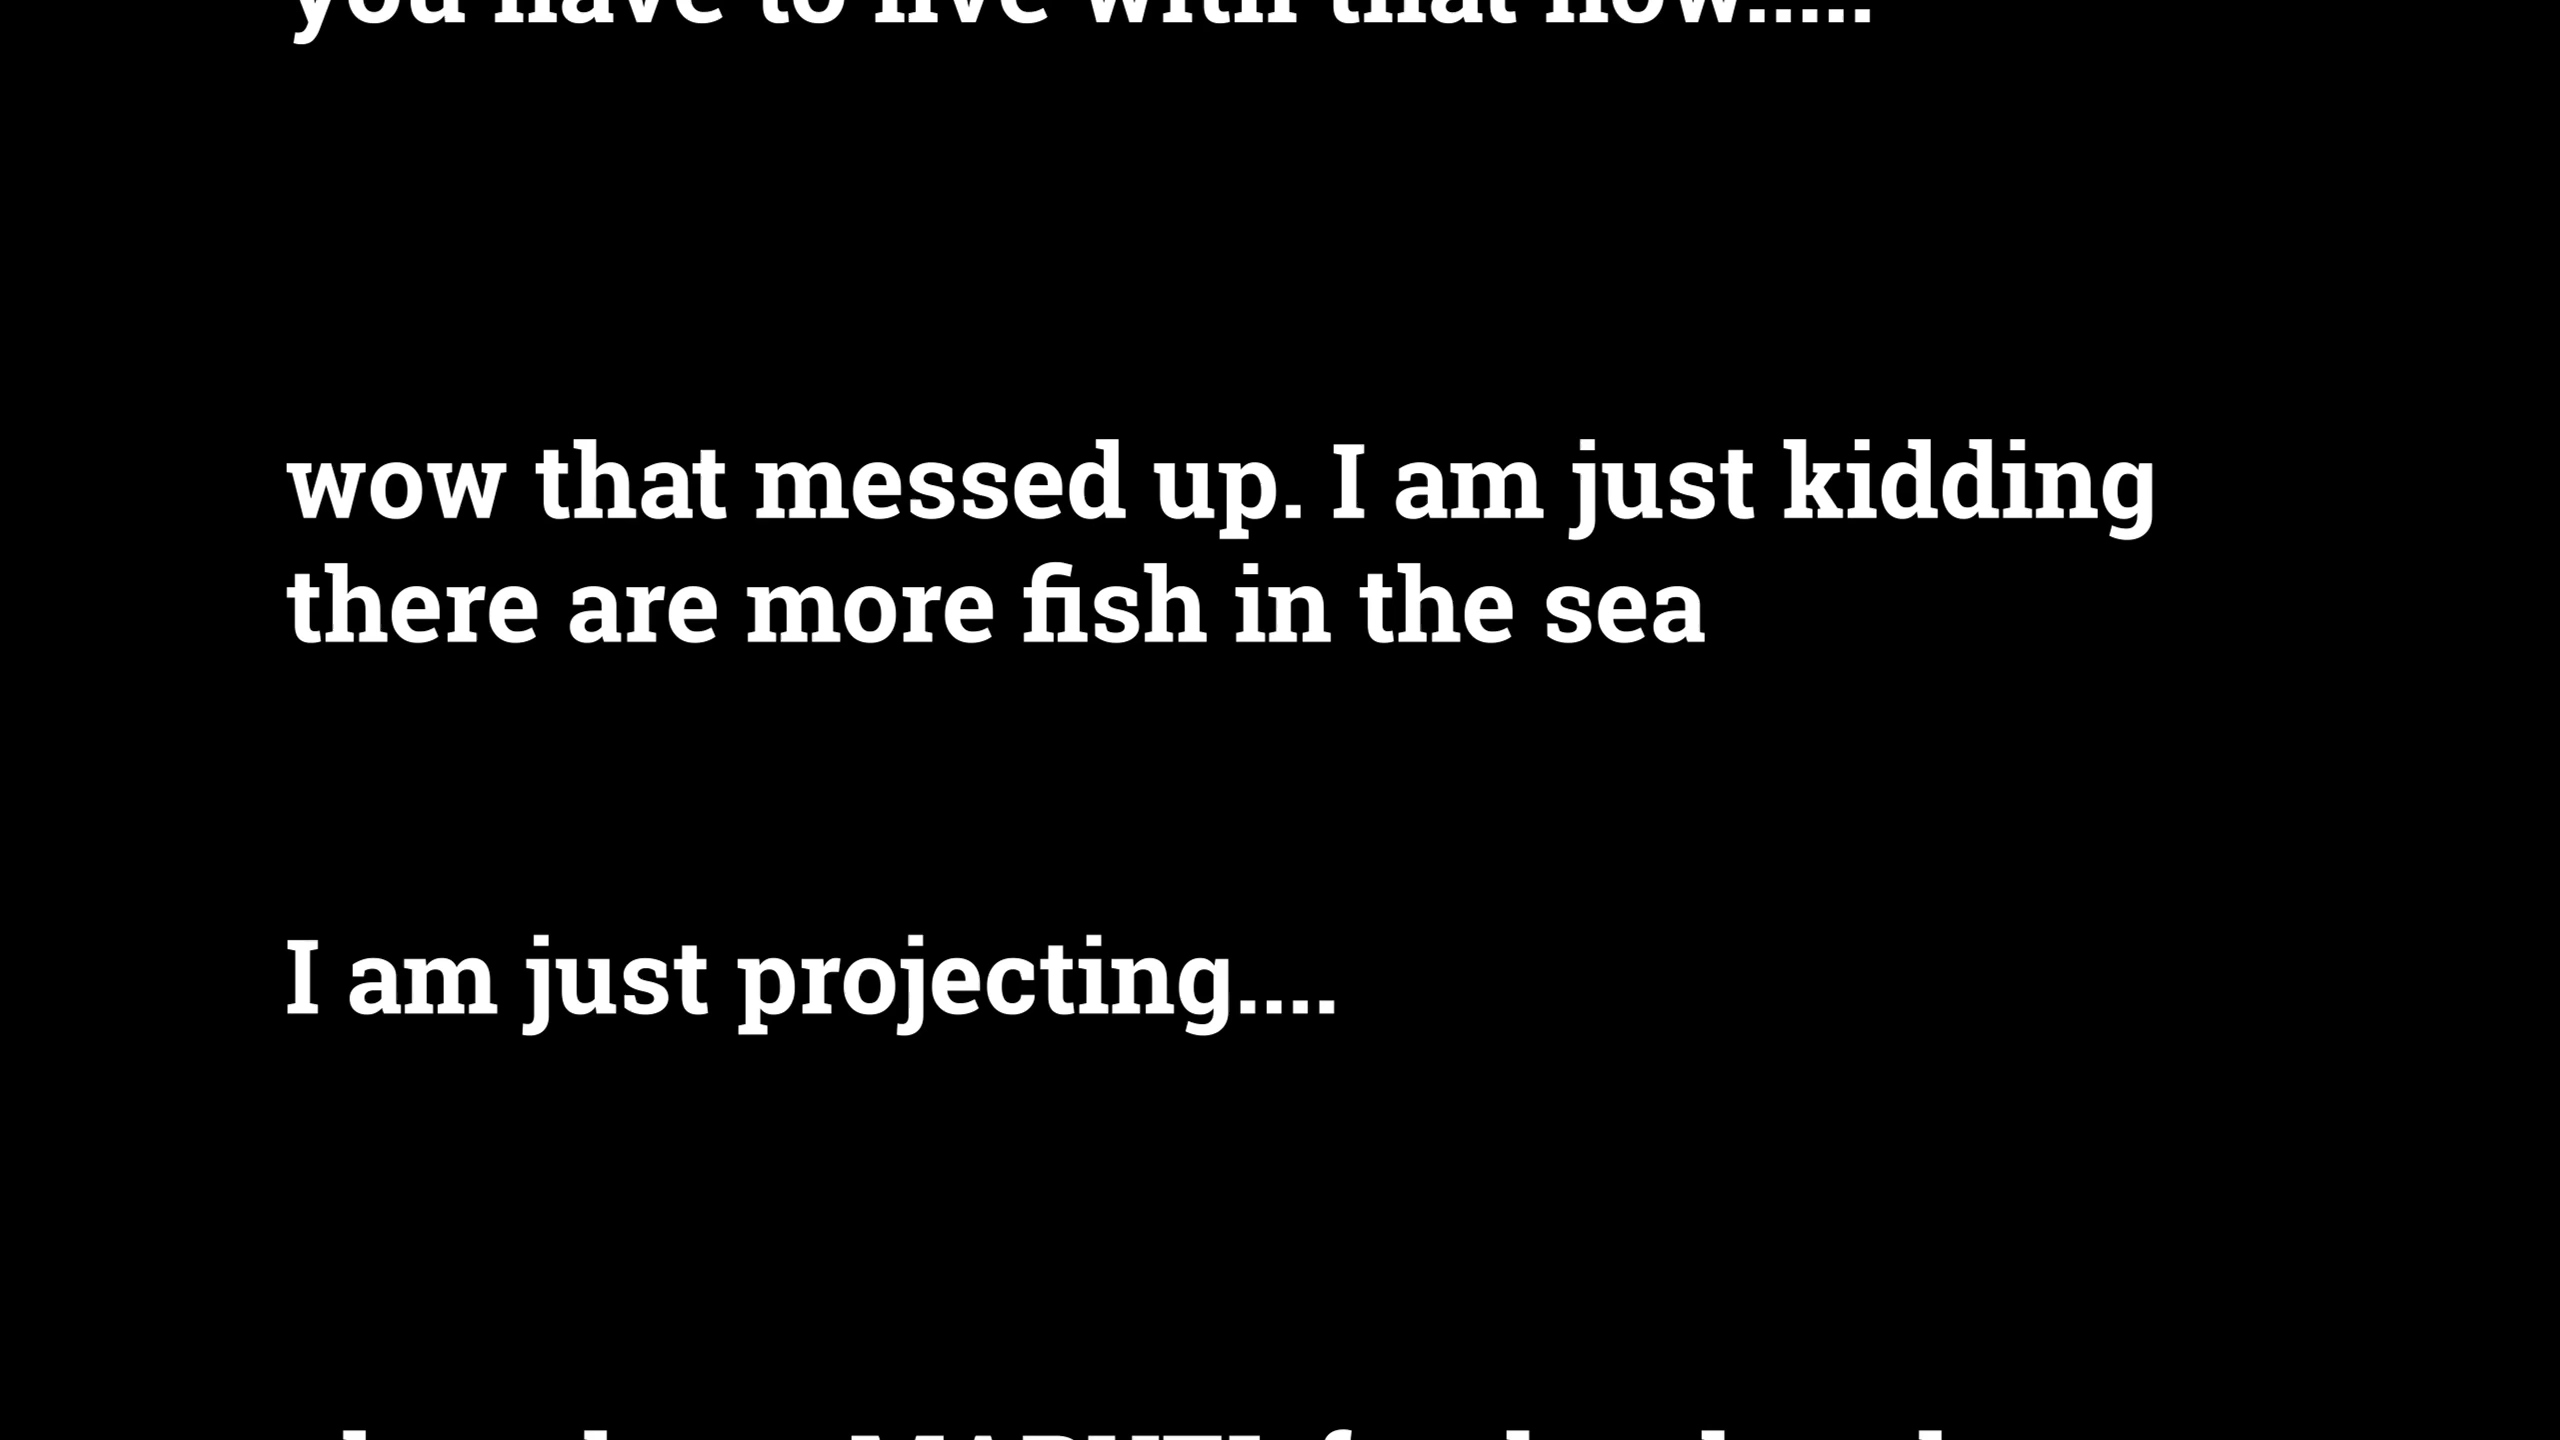 you have to live with that now.....
wow that messed up. I am just kidding
there are more fish in the sea
I am just projecting....
MARVEL